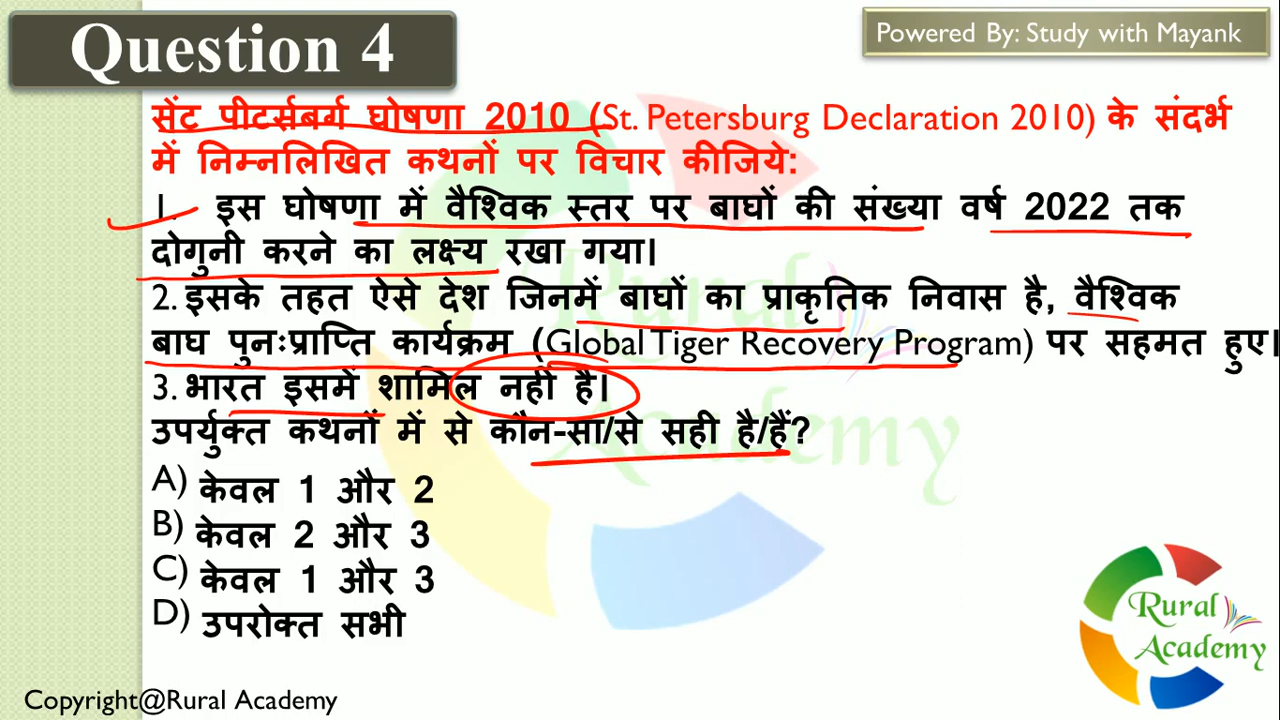 Question 4
Powered By: Study with Mayank
सेंट पीटर्सबर्ग घोषणा 2010 (St. Petersburg Declaration 2010) के संदर्भ
में निम्नलिखित कथनों पर विचार कीजिये:
1. इस घोषणा में वैश्विक स्तर पर बाघों की संख्या वर्ष 2022 तक
दोगुनी करने का लक्ष्य रखा गया।
2. इसके तहत ऐसे देश जिनमें बाघों का प्राकृतिक निवास है, वैश्विक
बाघ पुनःप्राप्ति कार्यक्रम (Global Tiger Recovery Program) पर सहमत हुए।
3. भारत इसमें शामिल नही है।
उपर्युक्त कथनों में से कौन-सा/से सही है/हैं?
A) केवल 1 और 2
B) केवल 2 और 3
C) केवल 1 और 3
D) उपरोक्त सभी
Rural
Academy
Rural
Academy
Copyright@Rural Academy